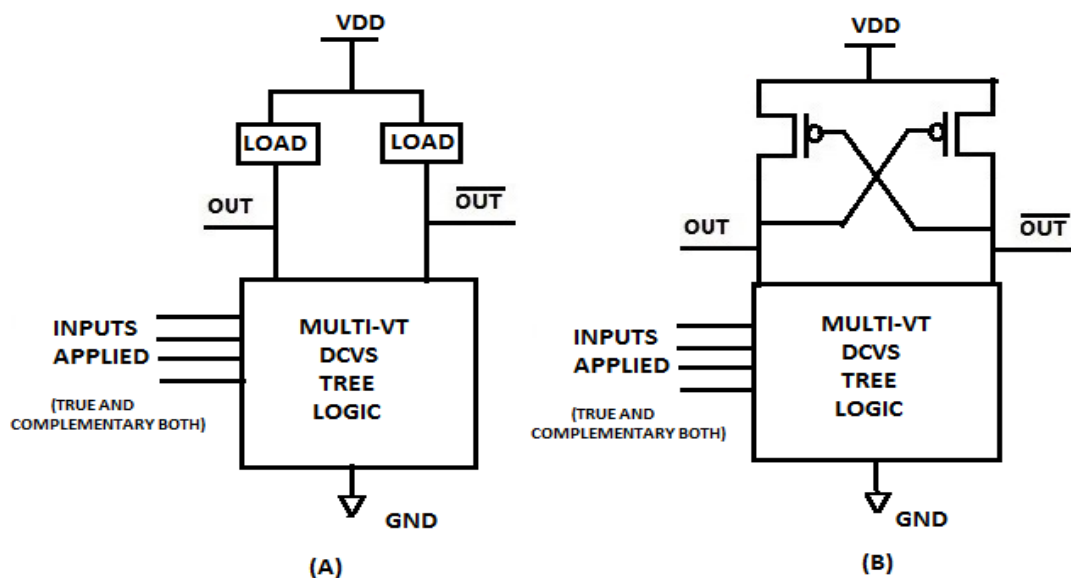 VDD
LOAD
LOAD
OUT
OUT
INPUTS
APPLIED
(TRUE AND
COMPLEMENTARY BOTH)
MULTI-VT
DCVS
TREE
LOGIC
GND
(A)
VDD
OUT
OUT
INPUTS
APPLIED
(TRUE AND
COMPLEMENTARY BOTH)
MULTI-VT
DCVS
TREE
LOGIC
GND
(B)